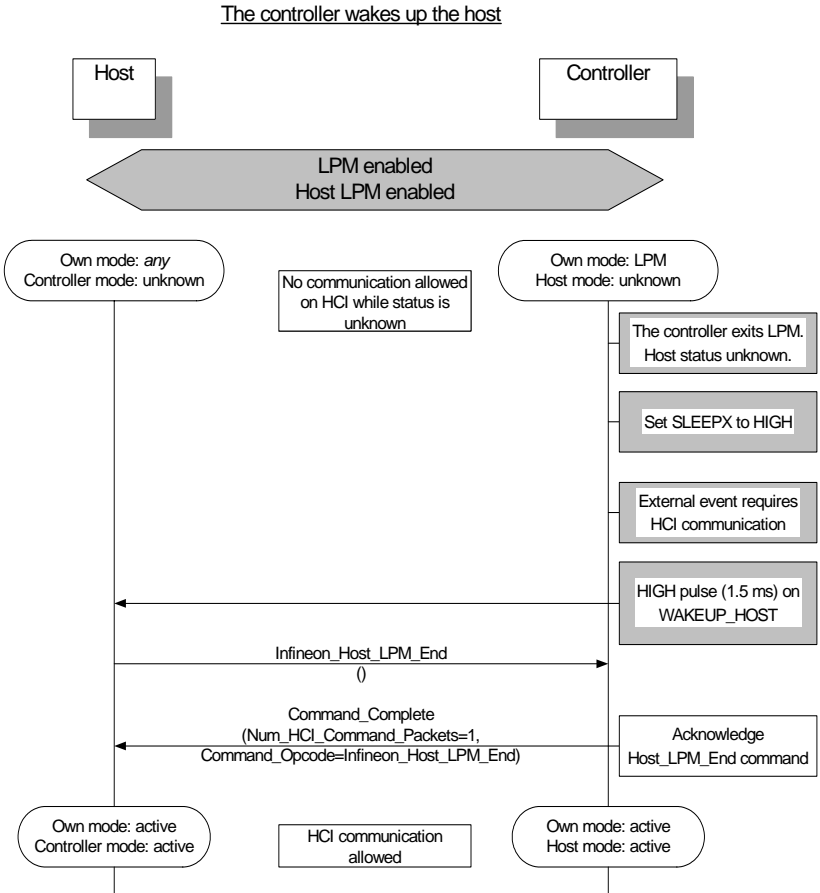 The controller wakes up the host
Host
Controller
LPM enabled
Host LPM enabled
Own mode: any
Controller mode: unknown
No communication allowed
on HCI while status is
unknown
Own mode: LPM
Host mode: unknown
The controller exits LPM.
Host status unknown.
Set SLEEPX to HIGH
External event requires
HCI communication
HIGH pulse (1.5 ms) on
WAKEUP_HOST
Infineon_Host_LPM_End
()
Command_Complete
(Num_HCI_Command_Packets=1,
Command_Opcode=Infineon_Host_LPM_End)
Acknowledge
Host_LPM_End command
Own mode: active
Controller mode: active
HCI communication
allowed
Own mode: active
Host mode: active